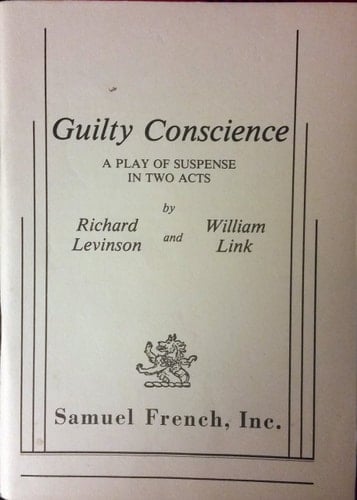 Guilty Conscience
A PLAY OF SUSPENSE
IN TWO ACTS
by
Richard Levinson
and
William Link
Samuel French, Inc.